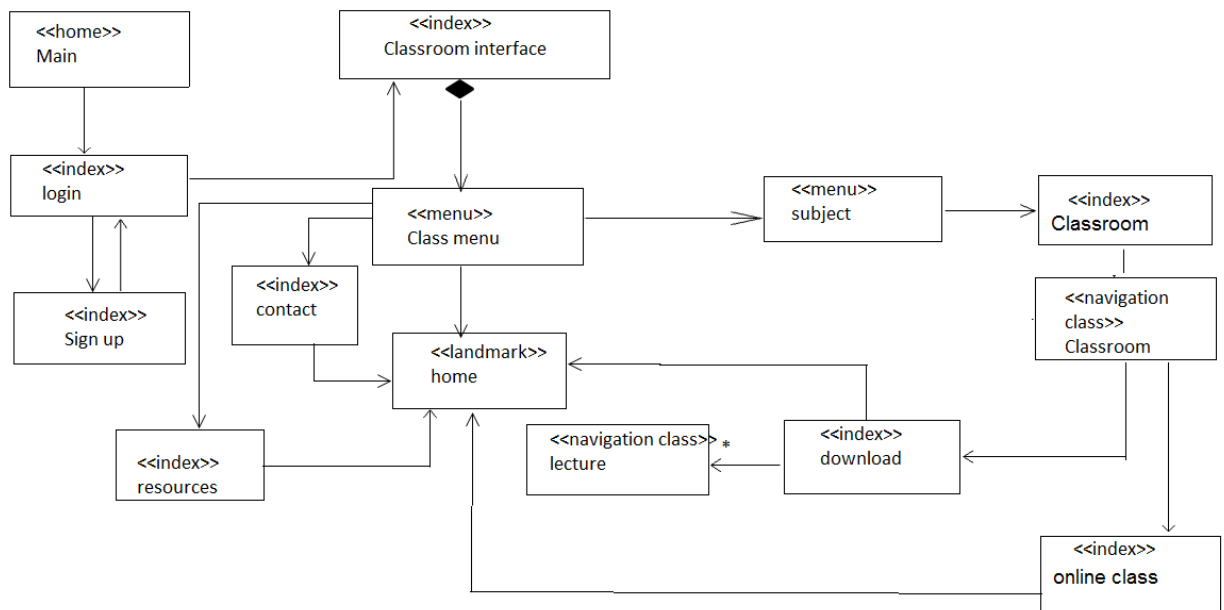 <<home>>
Main
<<index>>
Classroom interface
<<index>>
login
<<menu>>
Class menu
<<menu>>
subject
<<index>>
Classroom
<<index>>
Sign up
<<index>>
contact
<<navigation
class>>
Classroom
<<landmark>>
home
<<index>>
resources
<<navigation class>> *
lecture
<<index>>
download
<<index>>
online class